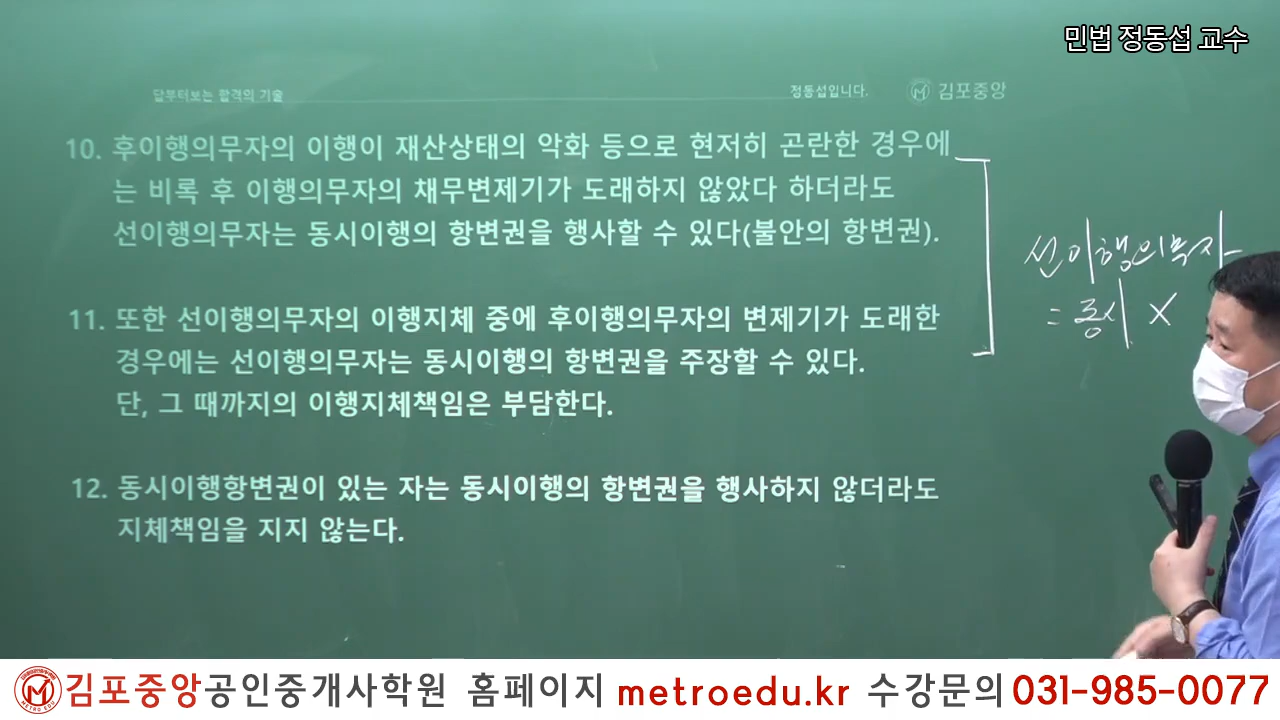 민법 정동섭 교수
답부터보는 합격의 기술
정동섭입니다.
김포중앙
10. 후이행의무자의 이행이 재산상태의 악화 등으로 현저히 곤란한 경우에
는 비록 후 이행의무자의 채무변제기가 도래하지 않았다 하더라도
선이행의무자는 동시이행의 항변권을 행사할 수 있다(불안의 항변권).
선이행의무자
= 동시 X
11. 또한 선이행의무자의 이행지체 중에 후이행의무자의 변제기가 도래한
경우에는 선이행의무자는 동시이행의 항변권을 주장할 수 있다.
단, 그 때까지의 이행지체책임은 부담한다.
12. 동시이행항변권이 있는 자는 동시이행의 항변권을 행사하지 않더라도
지체책임을 지지 않는다.
METRO EDU
김포중앙공인중개사학원 홈페이지 metroedu.kr 수강문의 031-985-0077